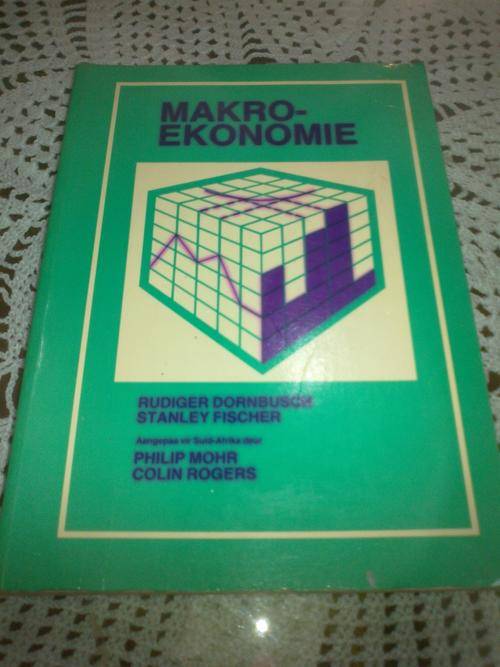 MAKRO-
EKONOMIE
RUDIGER DORNBUSCH
STANLEY FISCHER
Aangepas vir Suid-Afrika deur
PHILIP MOHR
COLIN ROGERS